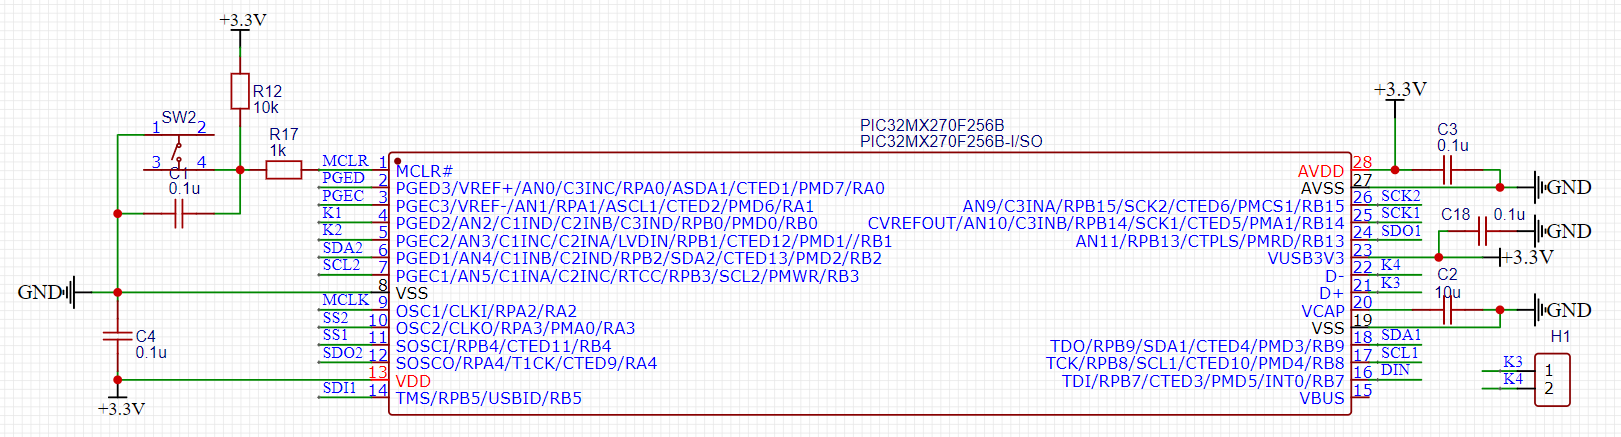 +3.3V
R12
10k
SW2
1
2
3
4
C1
0.1u
R17
1k
GND
C4
0.1u
+3.3V
PIC32MX270F256B
PIC32MX270F256B-I/SO
MCLR 1 MCLR#
PGED 2 PGED3/VREF+/AN0/C3INC/RPA0/ASDA1/CTED1/PMD7/RA0
PGEC 3 PGEC3/VREF-/AN1/RPA1/ASCL1/CTED2/PMD6/RA1
K1 4 PGED2/AN2/C1IND/C2INB/C3IND/RPB0/PMD0/RB0
K2 5 PGEC2/AN3/C1INC/C2INA/LVDIN/RPB1/CTED12/PMD1//RB1
SDA2 6 PGED1/AN4/C1INB/C2IND/RPB2/SDA2/CTED13/PMD2/RB2
SCL2 7 PGEC1/AN5/C1INA/C2INC/RTCC/RPB3/SCL2/PMWR/RB3
8 VSS
MCLK 9 OSC1/CLKI/RPA2/RA2
SS2 10 OSC2/CLKO/RPA3/PMA0/RA3
SS1 11 SOSCI/RPB4/CTED11/RB4
SDO2 12 SOSCO/RPA4/T1CK/CTED9/RA4
13 VDD
SDI1 14 TMS/RPB5/USBID/RB5
AVDD 28
AVSS 27
AN9/C3INA/RPB15/SCK2/CTED6/PMCS1/RB15 26 SCK2
CVREFOUT/AN10/C3INB/RPB14/SCK1/CTED5/PMA1/RB14 25 SCK1
AN11/RPB13/CTPLS/PMRD/RB13 24 SDO1
VUSB3V3 23
D- 22 K4
D+ 21 K3
VCAP 20
VSS 19
TDO/RPB9/SDA1/CTED4/PMD3/RB9 18 SDA1
TCK/RPB8/SCL1/CTED10/PMD4/RB8 17 SCL1
TDI/RPB7/CTED3/PMD5/INT0/RB7 16 DIN
VBUS 15
+3.3V
C3
0.1u
GND
C18 0.1u
GND
+3.3V
C2
10u
GND
H1
K3 1
K4 2